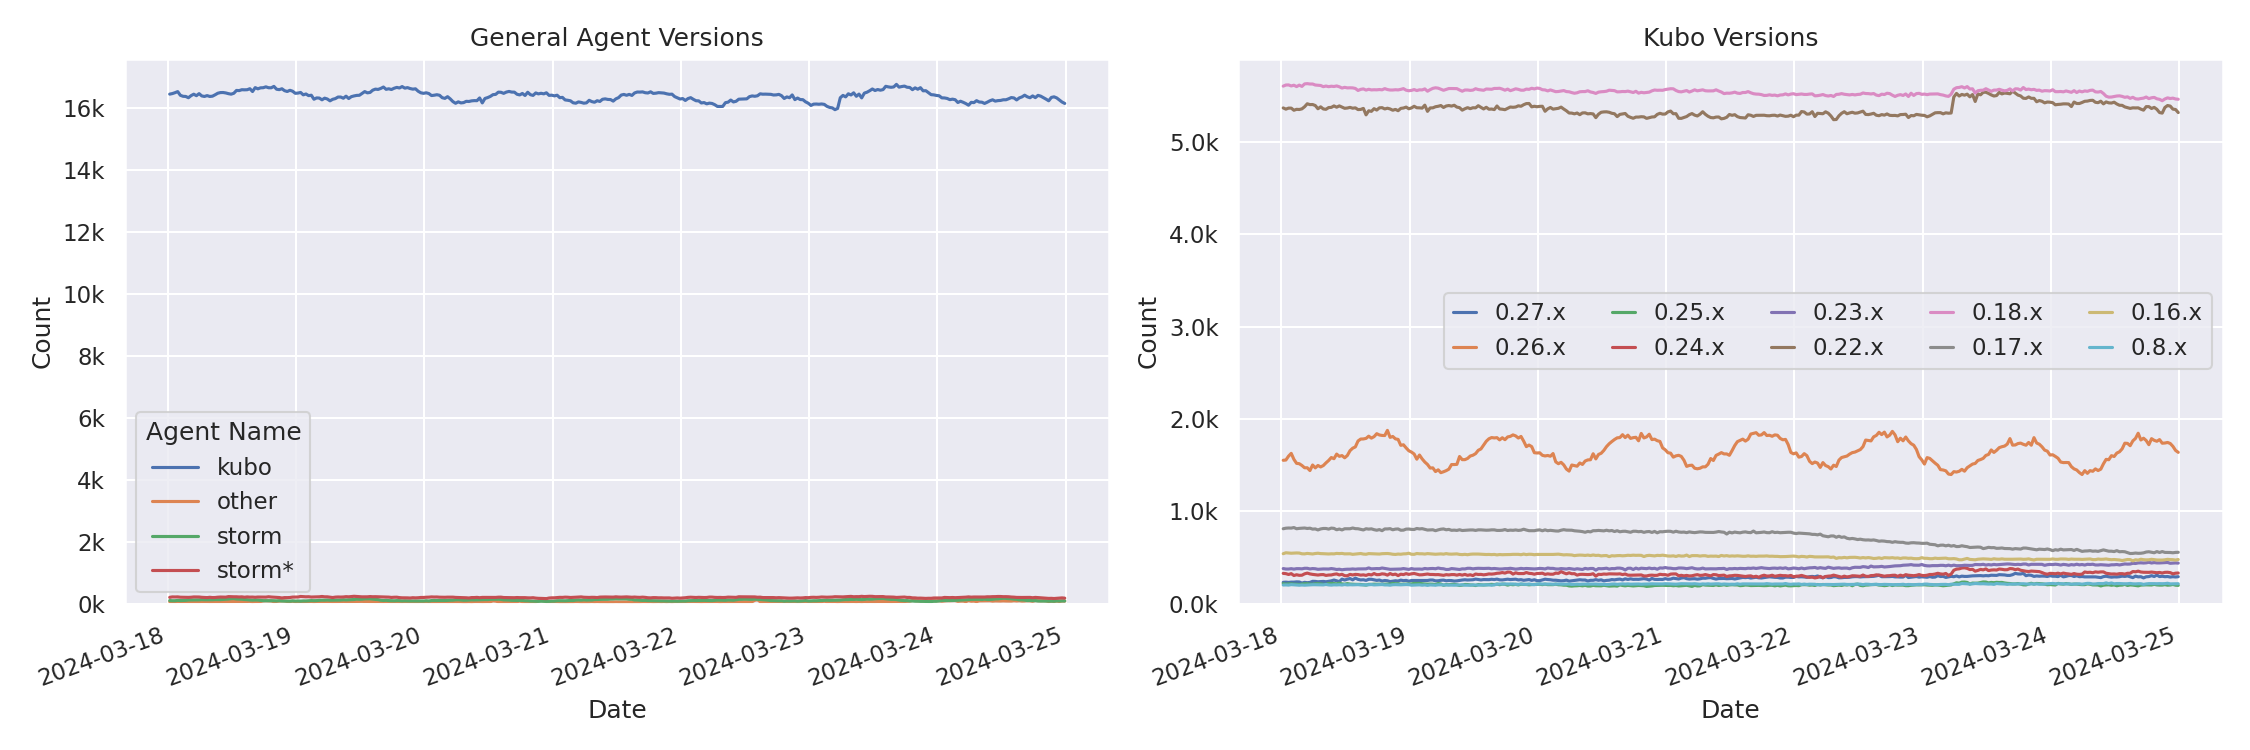 General Agent Versions
Count
16k
14k
12k
10k
8k
6k
4k
2k
0k
Agent Name
kubo
other
storm
storm*
2024-03-18
2024-03-19
2024-03-20
2024-03-21
2024-03-22
2024-03-23
2024-03-24
2024-03-25
Date
Kubo Versions
Count
5.0k
4.0k
3.0k
2.0k
1.0k
0.0k
0.27.x 0.25.x 0.23.x 0.18.x 0.16.x
0.26.x 0.24.x 0.22.x 0.17.x 0.8.x
2024-03-18
2024-03-19
2024-03-20
2024-03-21
2024-03-22
2024-03-23
2024-03-24
2024-03-25
Date